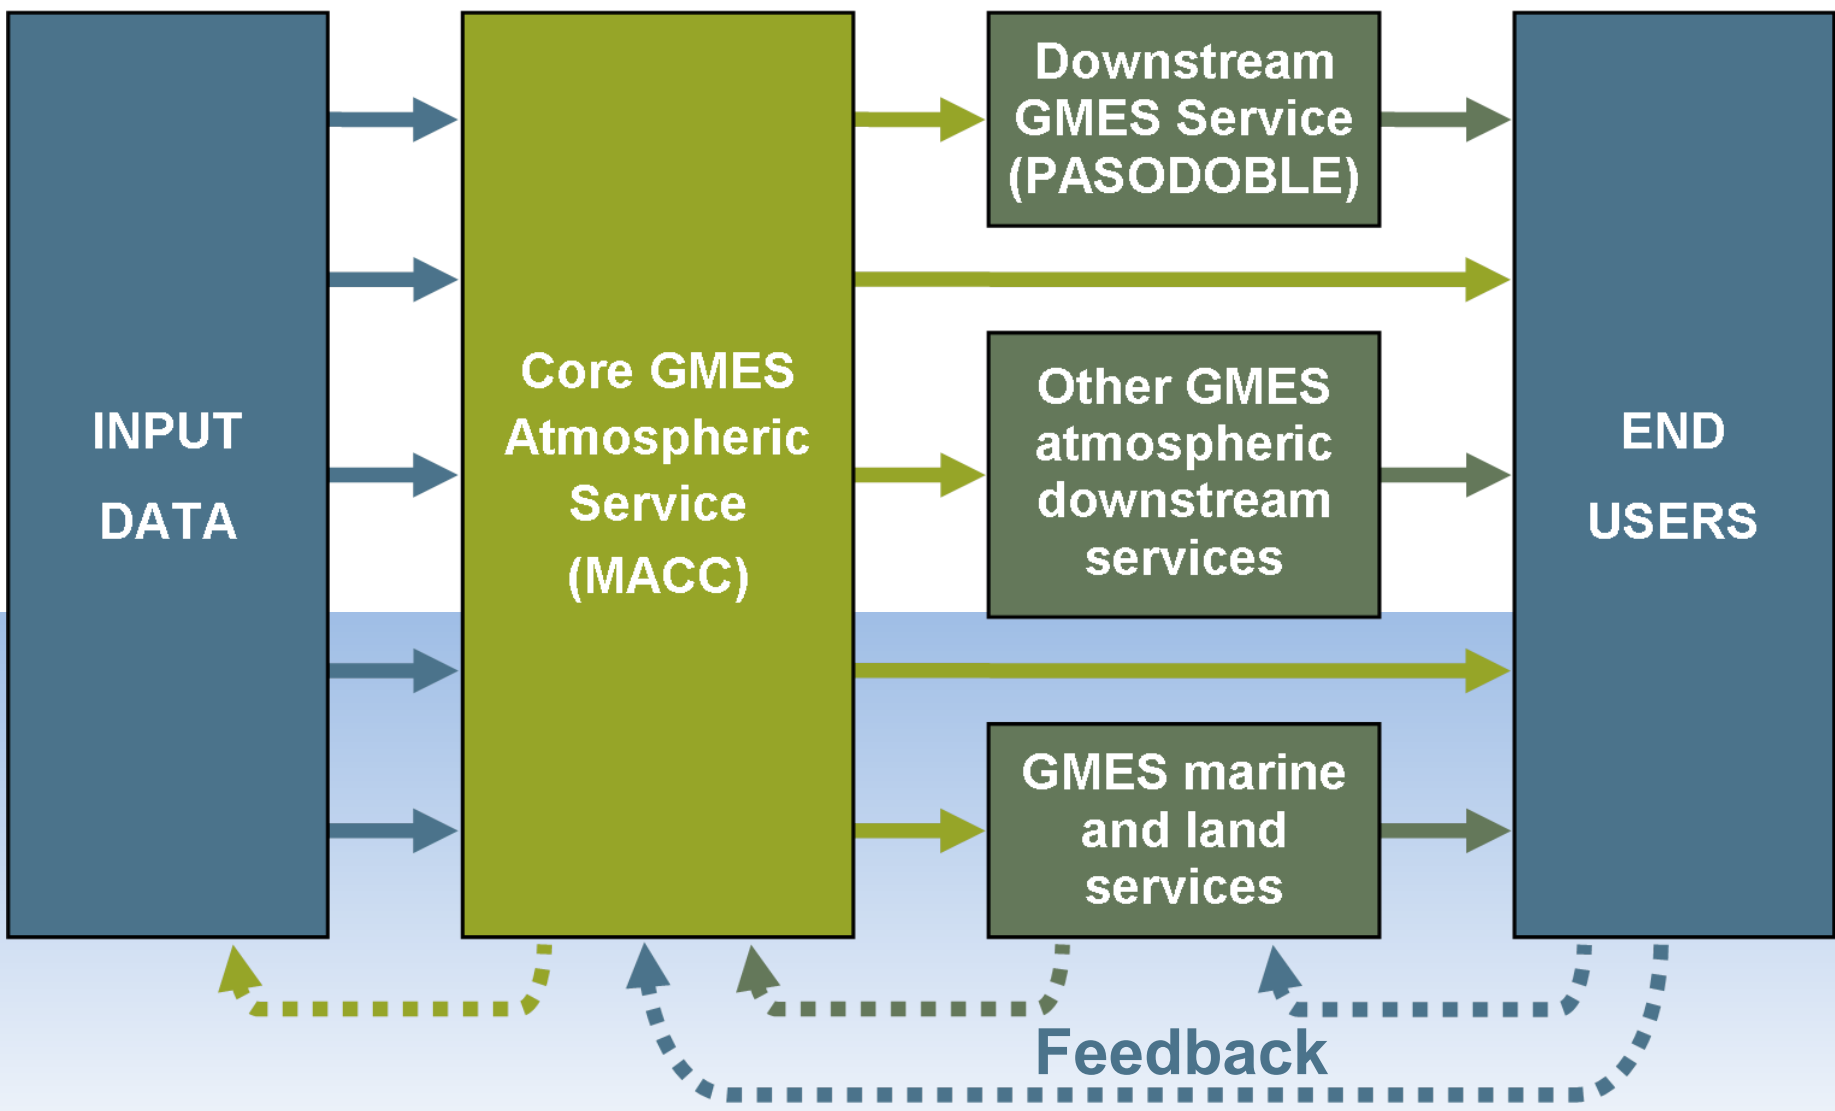 INPUT
DATA
Core GMES
Atmospheric
Service
(MACC)
Downstream
GMES Service
(PASODOBLE)
Other GMES
atmospheric
downstream
services
GMES marine
and land
services
END
USERS
Feedback